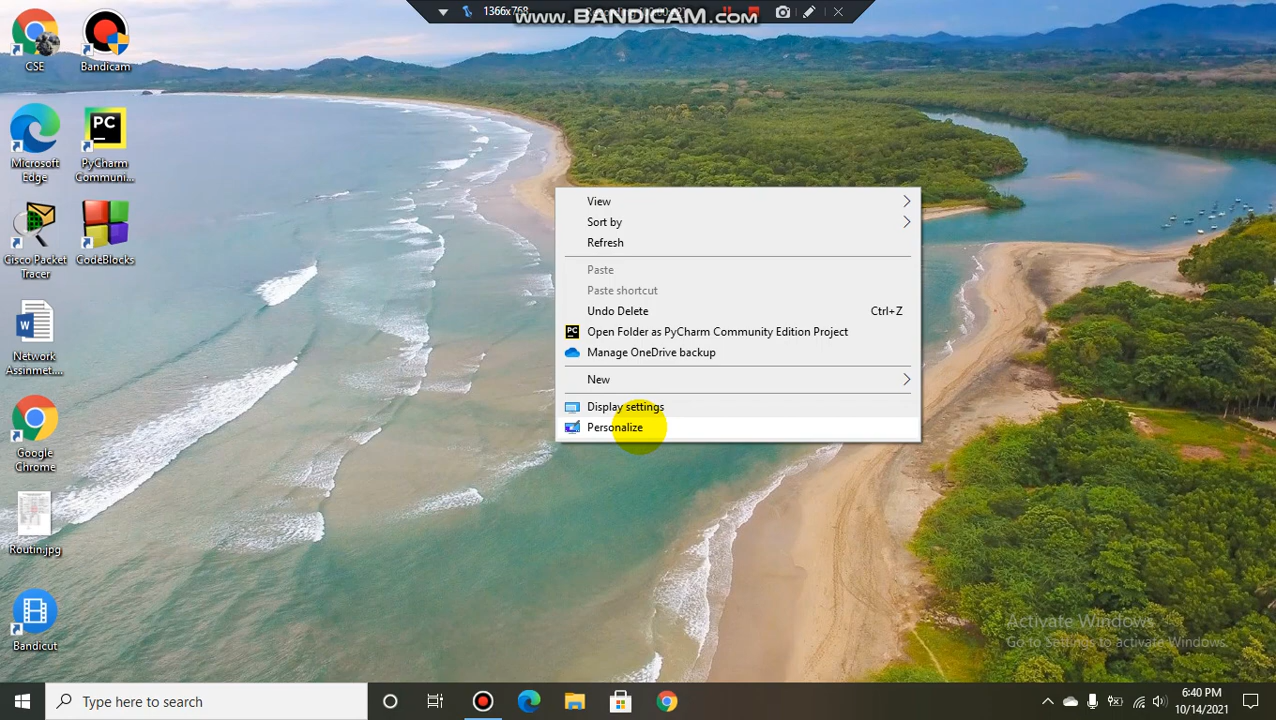 1366x768
www.BANDICAM.com
CSE
Bandicam
Microsoft
Edge
PyCharm
Communi...
Cisco Packet
Tracer
CodeBlocks
Network
Assinmet....
Google
Chrome
Routin.jpg
Bandicut
View
Sort by
Refresh
Paste
Paste shortcut
Undo Delete Ctrl+Z
PC Open Folder as PyCharm Community Edition Project
Manage OneDrive backup
New
Display settings
Personalize
Activate Windows
Go to Settings to activate Windows.
Type here to search
6:40 PM
10/14/2021